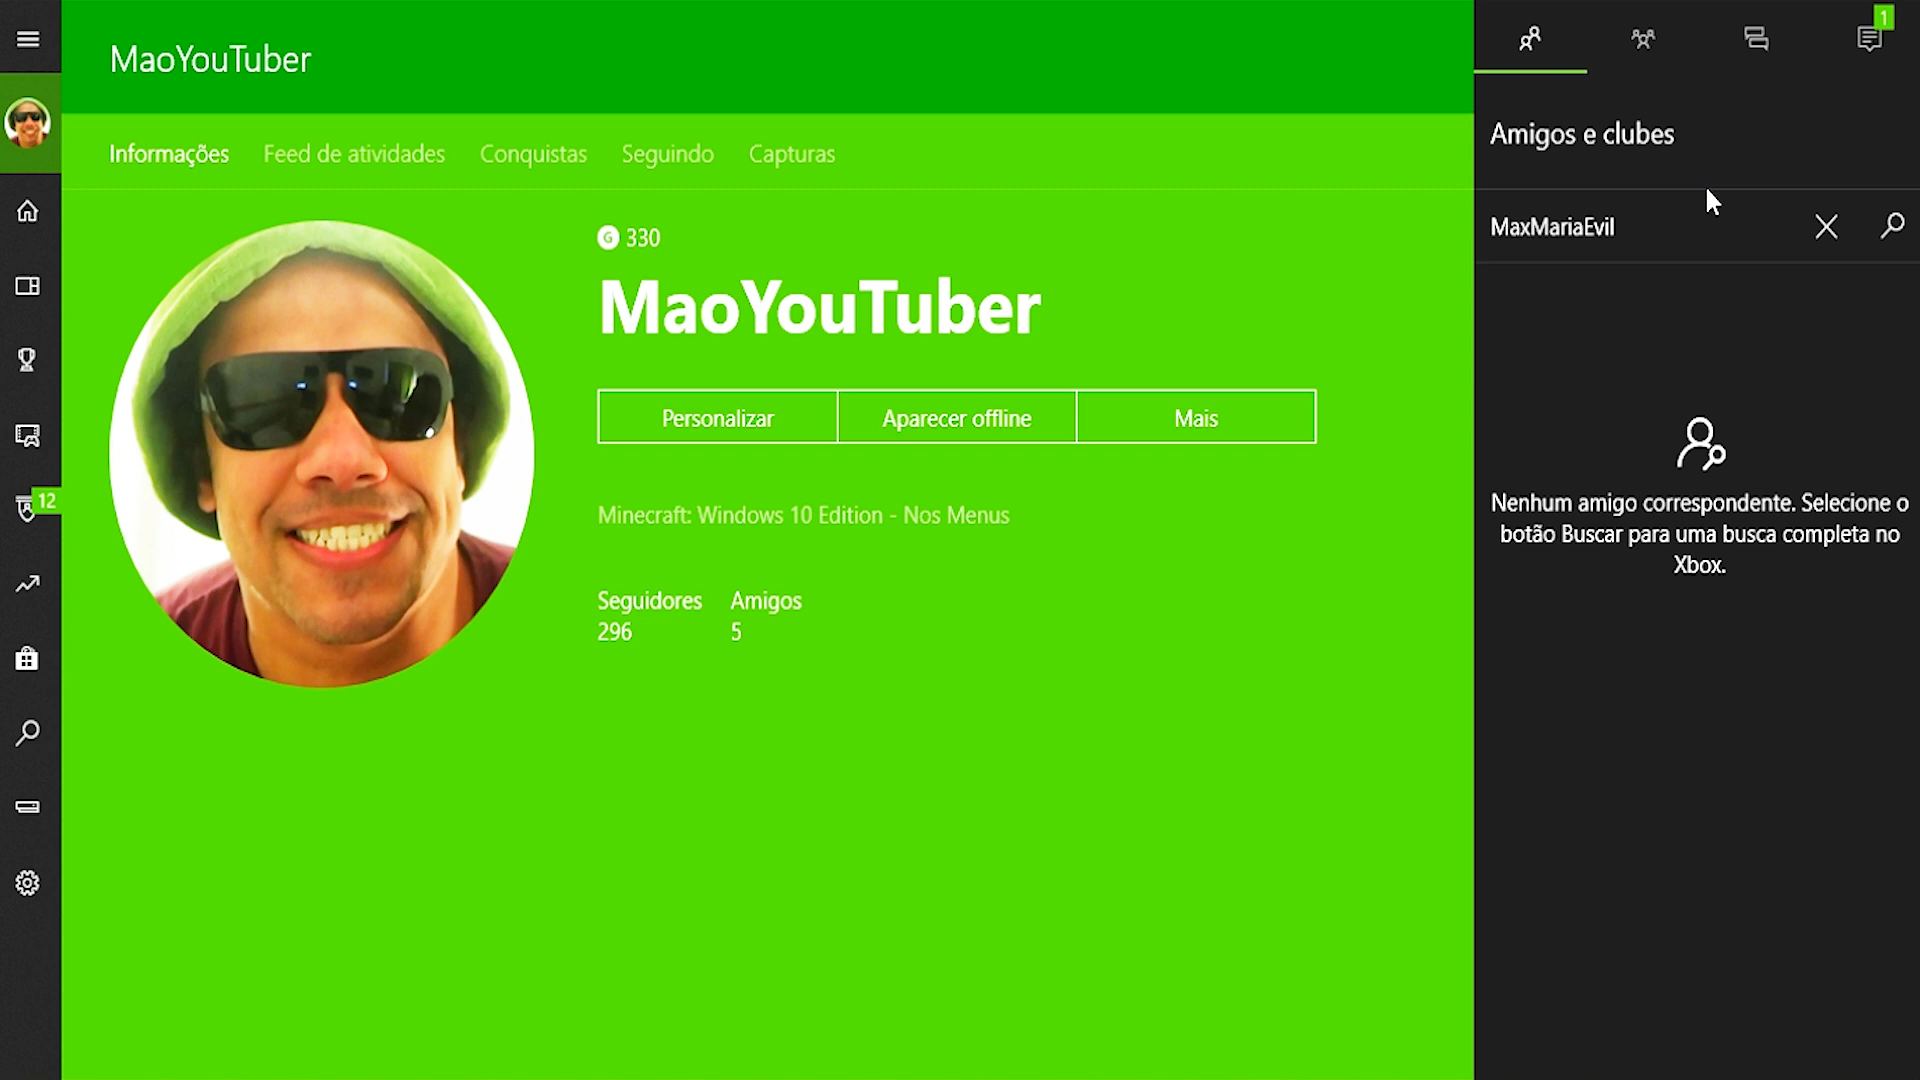 MaoYouTuber
Informações Feed de atividades Conquistas Seguindo Capturas
G 330
MaoYouTuber
Personalizar Aparecer offline Mais
Minecraft: Windows 10 Edition - Nos Menus
Seguidores Amigos
296 5
12
1
Amigos e clubes
MaxMariaEvil
Nenhum amigo correspondente. Selecione o
botão Buscar para uma busca completa no
Xbox.